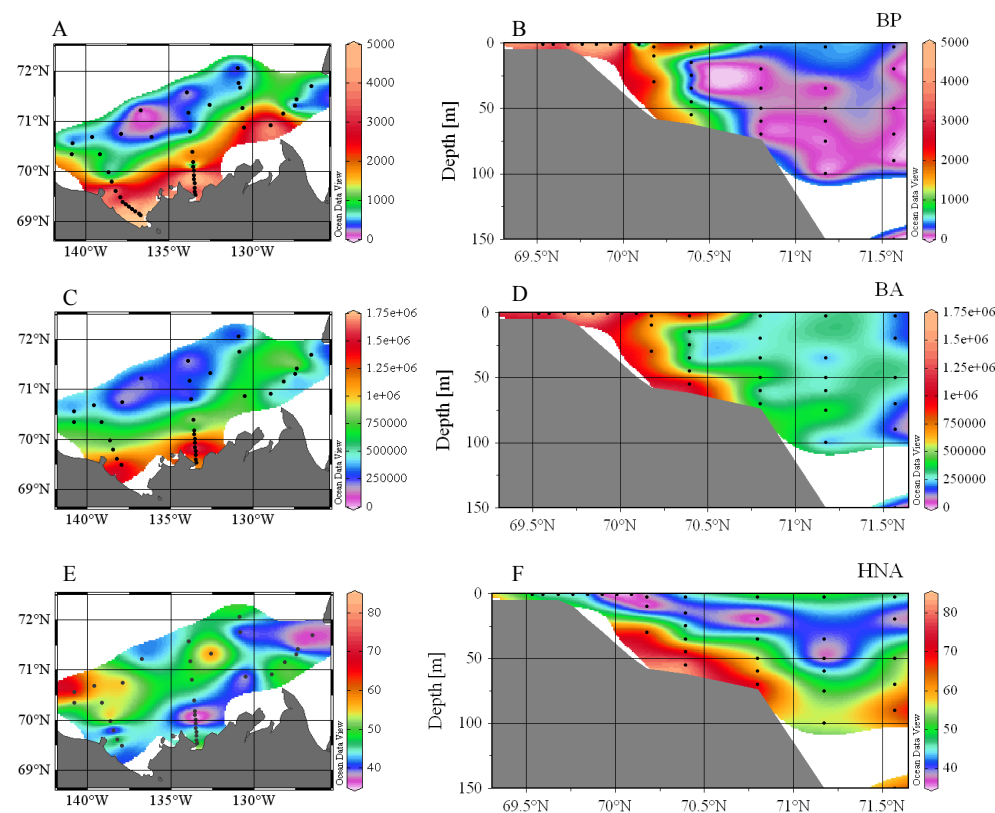 A
B
BP
72°N
71°N
70°N
69°N
140°W
135°W
130°W
5000
4000
3000
2000
1000
0
Ocean Data View
Depth [m]
0
50
100
150
69.5°N
70°N
70.5°N
71°N
71.5°N
5000
4000
3000
2000
1000
0
Ocean Data View
C
D
BA
72°N
71°N
70°N
69°N
140°W
135°W
130°W
1.75e+06
1.5e+06
1.25e+06
1e+06
750000
500000
250000
0
Ocean Data View
Depth [m]
0
50
100
150
69.5°N
70°N
70.5°N
71°N
71.5°N
1.75e+06
1.5e+06
1.25e+06
1e+06
750000
500000
250000
0
Ocean Data View
E
F
HNA
72°N
71°N
70°N
69°N
140°W
135°W
130°W
80
70
60
50
40
Ocean Data View
Depth [m]
0
50
100
150
69.5°N
70°N
70.5°N
71°N
71.5°N
80
70
60
50
40
Ocean Data View